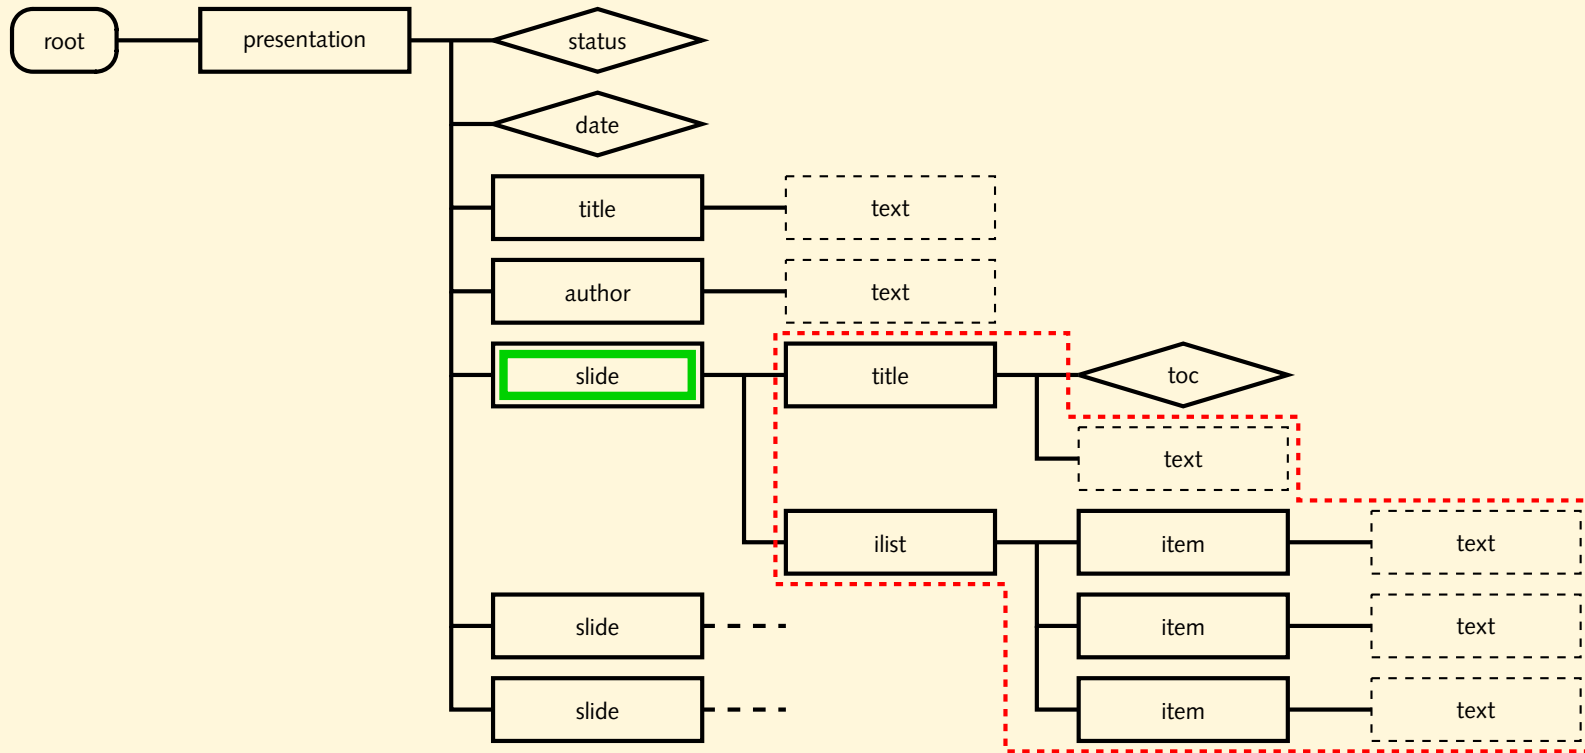 root presentation status
date
title text
author text
slide title toc
text
ilist item text
slide item text
slide item text